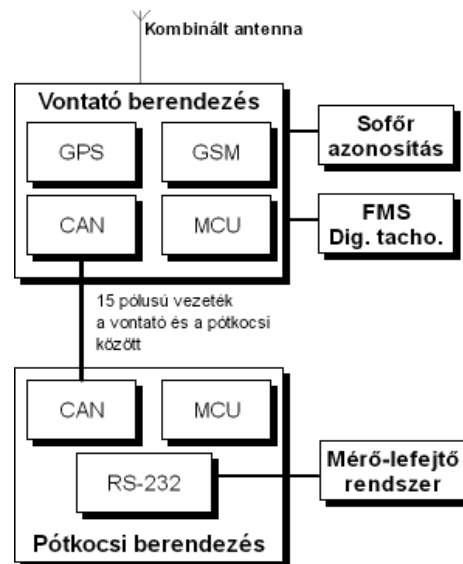 Kombinált antenna
Vontató berendezés
GPS
GSM
CAN
MCU
Sofőr
azonosítás
FMS
Dig. tacho.
15 pólusú vezeték
a vontató és a pótkocsi
között
CAN
MCU
RS-232
Mérő-lefejtő
rendszer
Pótkocsi berendezés